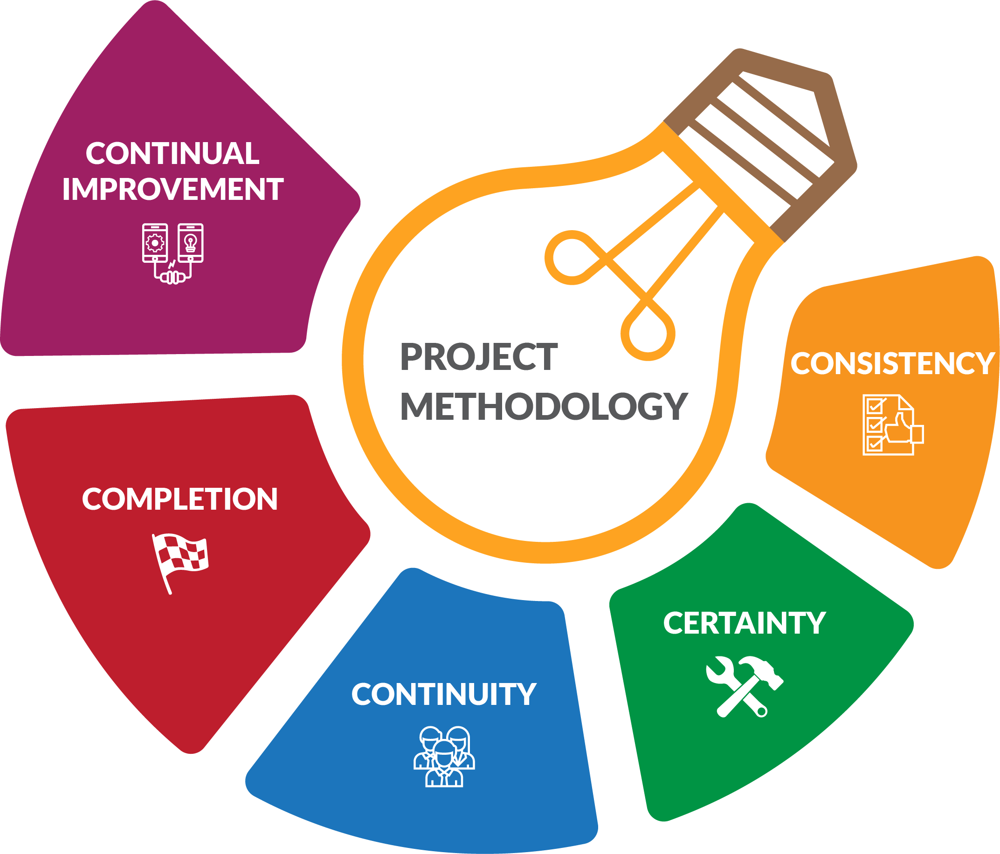 CONTINUAL
IMPROVEMENT
PROJECT
METHODOLOGY
CONSISTENCY
COMPLETION
CERTAINTY
CONTINUITY